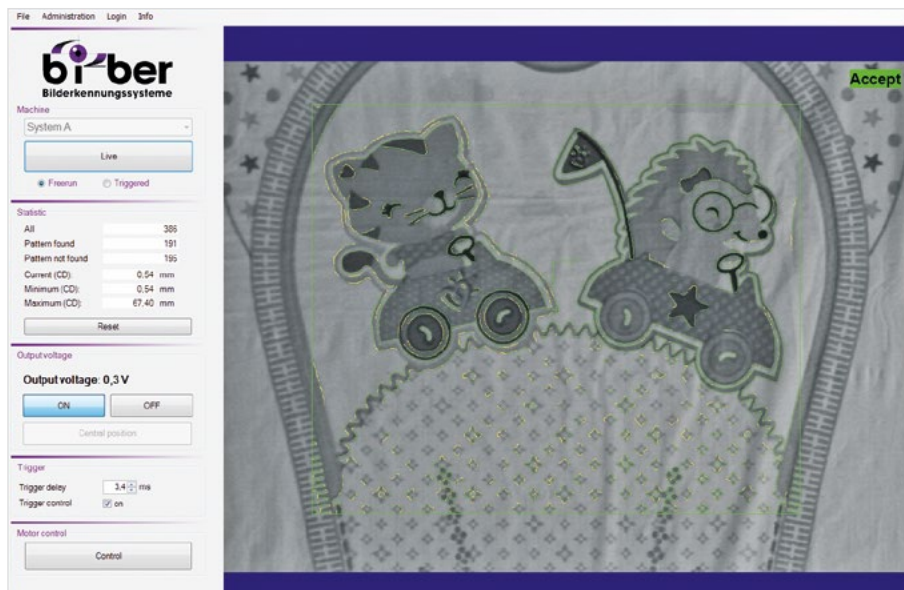 File Administration Login Info
bi-ber
Bilderkennungssysteme
Machine
System A
Live
Freerun Triggered
Statistic
All 386
Pattern found 191
Pattern not found 195
Current (CD): 0,54 mm
Minimum (CD): 0,54 mm
Maximum (CD): 67,40 mm
Reset
Output voltage
Output voltage: 0,3 V
ON OFF
Central position
Trigger
Trigger delay 3,4 ms
Trigger control on
Motor control
Control
Accept